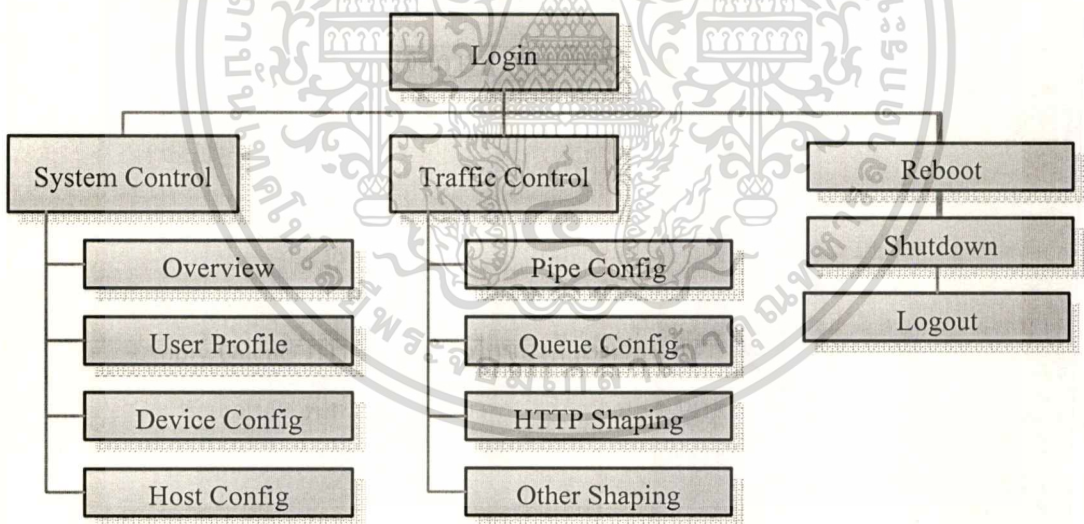 Login
System Control
Overview
User Profile
Device Config
Host Config
Traffic Control
Pipe Config
Queue Config
HTTP Shaping
Other Shaping
Reboot
Shutdown
Logout